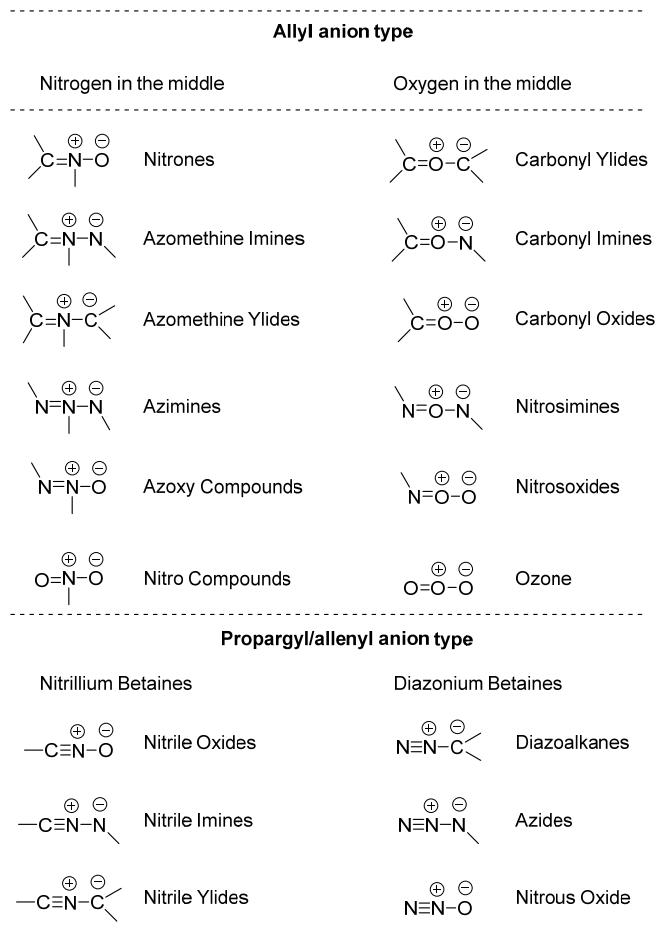 Allyl anion type
Nitrogen in the middle Oxygen in the middle
C=N–O ⊕ ⊖ Nitrones C=O–C ⊕ ⊖ Carbonyl Ylides
C=N–N ⊕ ⊖ Azomethine Imines C=O–N ⊕ ⊖ Carbonyl Imines
C=N–C ⊕ ⊖ Azomethine Ylides C=O–O ⊕ ⊖ Carbonyl Oxides
N=N–N ⊕ ⊖ Azimines N=O–N ⊕ ⊖ Nitrosimines
N=N–O ⊕ ⊖ Azoxy Compounds N=O–O ⊕ ⊖ Nitrosoxides
O=N–O ⊕ ⊖ Nitro Compounds O=O–O ⊕ ⊖ Ozone
Propargyl/allenyl anion type
Nitrillium Betaines Diazonium Betaines
–C≡N–O ⊕ ⊖ Nitrile Oxides N≡N–C ⊕ ⊖ Diazoalkanes
–C≡N–N ⊕ ⊖ Nitrile Imines N≡N–N ⊕ ⊖ Azides
–C≡N–C ⊕ ⊖ Nitrile Ylides N≡N–O ⊕ ⊖ Nitrous Oxide